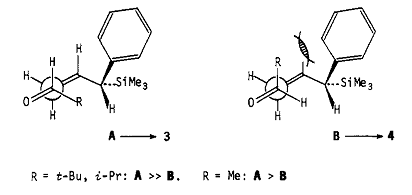 H
H
H SiMe3
O R
H
R
H SiMe3
O H
H
A ⟶ 3
B ⟶ 4
R = t-Bu, i-Pr: A >> B, R = Me: A > B